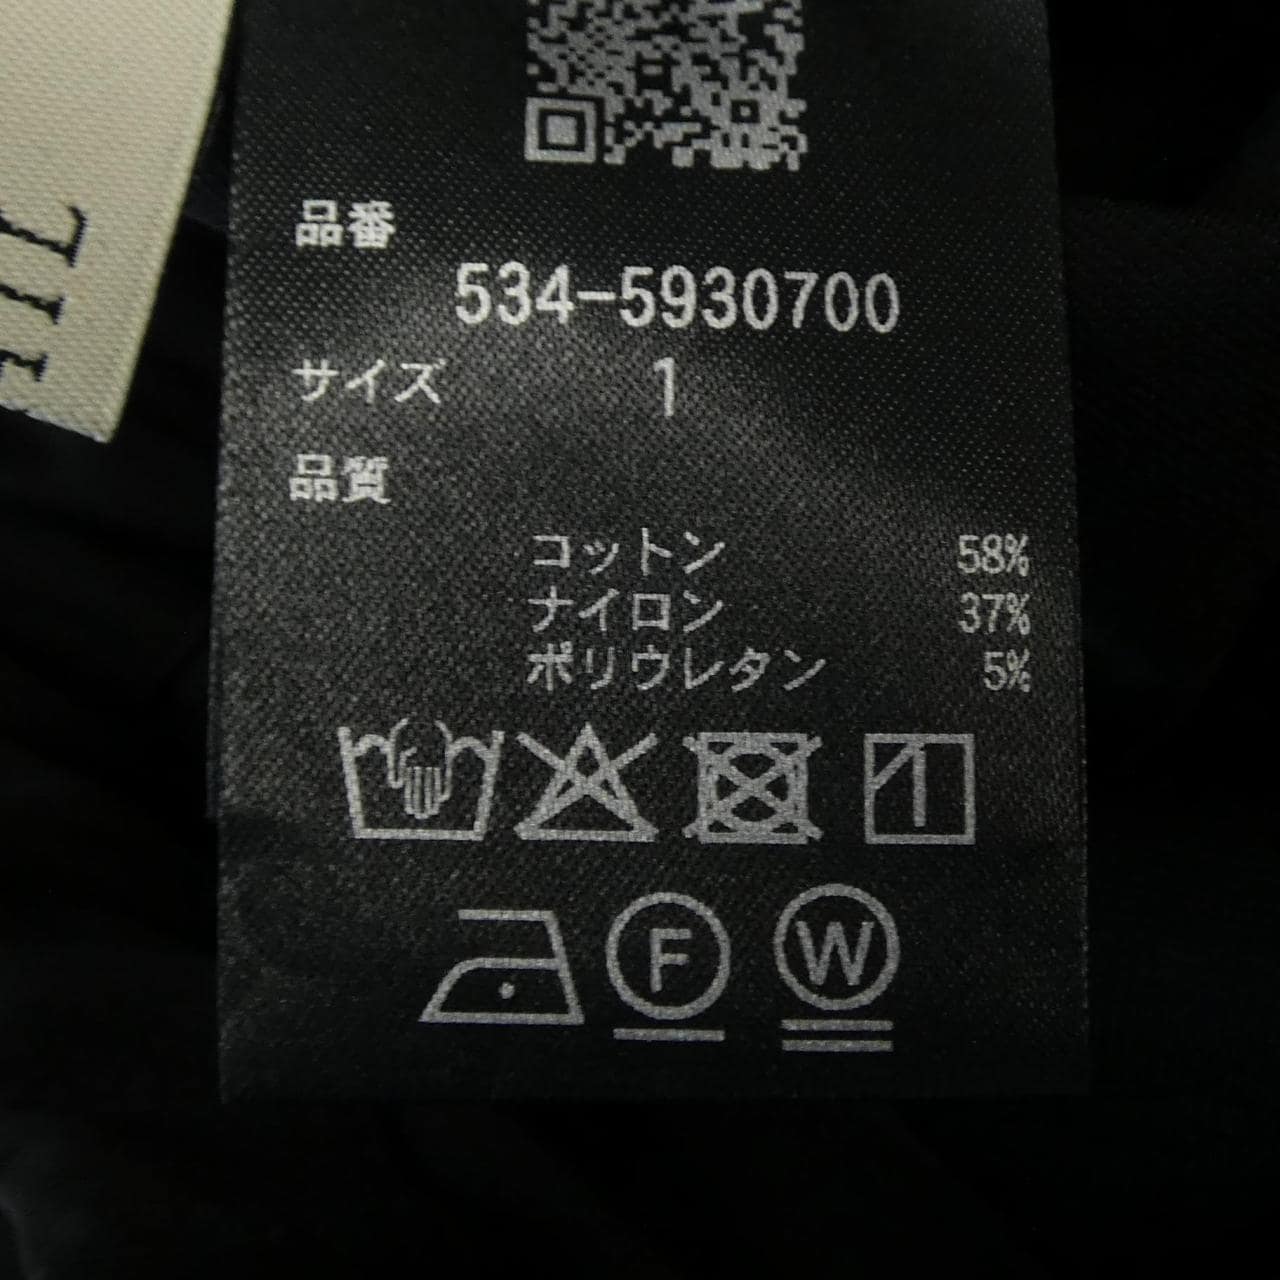 品番
534-5930700
サイズ 1
品質
コットン 58%
ナイロン 37%
ポリウレタン 5%
F
W